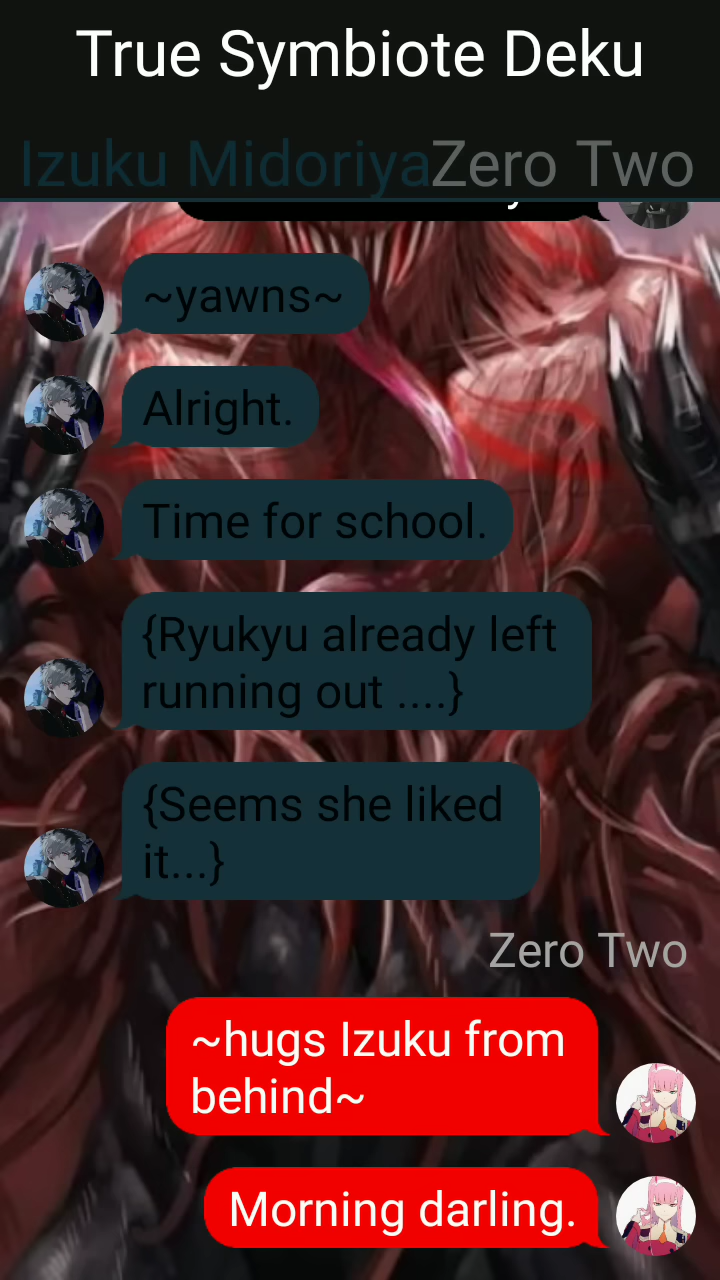 True Symbiote Deku
Izuku Midoriya Zero Two
~yawns~
Alright.
Time for school.
{Ryukyu already left
running out ....}
{Seems she liked
it...}
Zero Two
~hugs Izuku from
behind~
Morning darling.